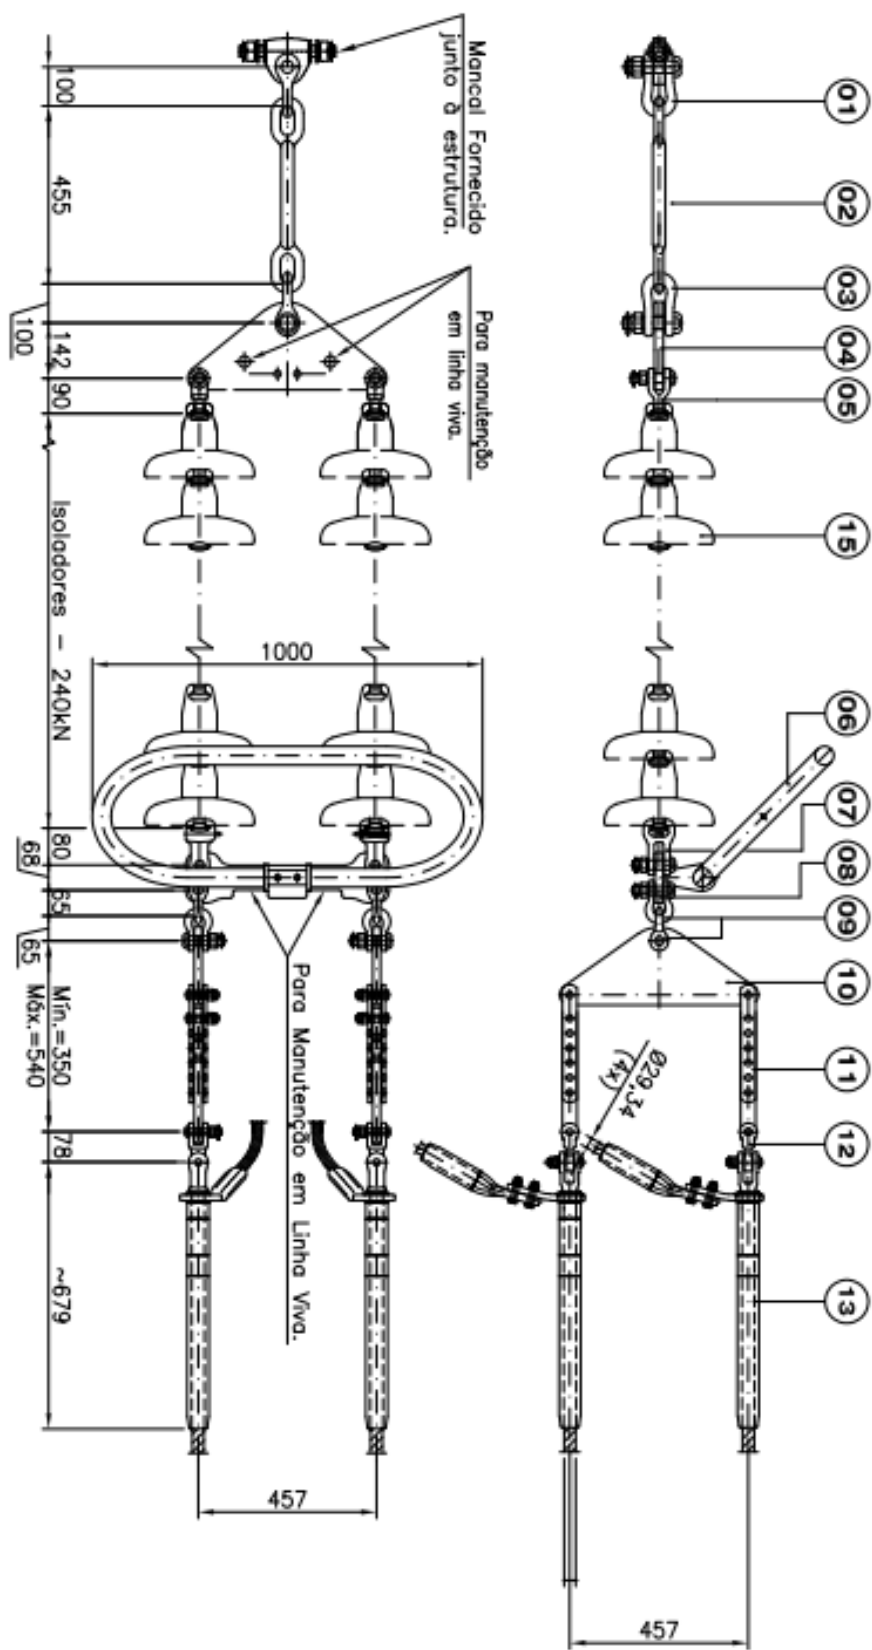 01
02
03
04
05
15
06
07
08
09
10
11
12
13
Mancal Fornecido
junto à estrutura.
Para manutenção
em linha viva.
Ø29,34
(4x)
1000
Para Manutenção em Linha Viva.
457
457
100
455
142
100
90
Isoladores - 240kN
80
68
65
65
Mín.=350
Máx.=540
78
~679